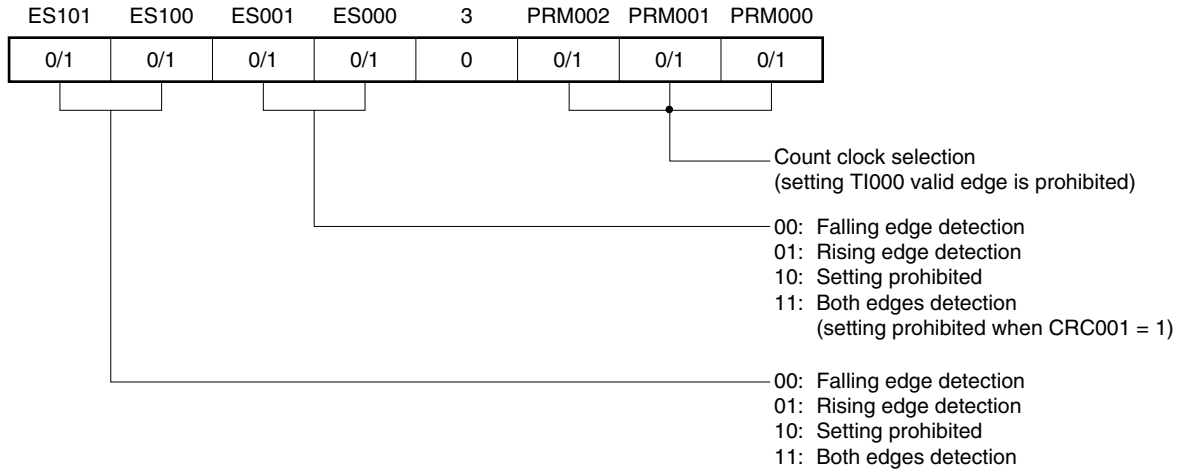 ES101 ES100 ES001 ES000 3 PRM002 PRM001 PRM000
0/1 0/1 0/1 0/1 0 0/1 0/1 0/1
Count clock selection
(setting TI000 valid edge is prohibited)
00: Falling edge detection
01: Rising edge detection
10: Setting prohibited
11: Both edges detection
(setting prohibited when CRC001 = 1)
00: Falling edge detection
01: Rising edge detection
10: Setting prohibited
11: Both edges detection